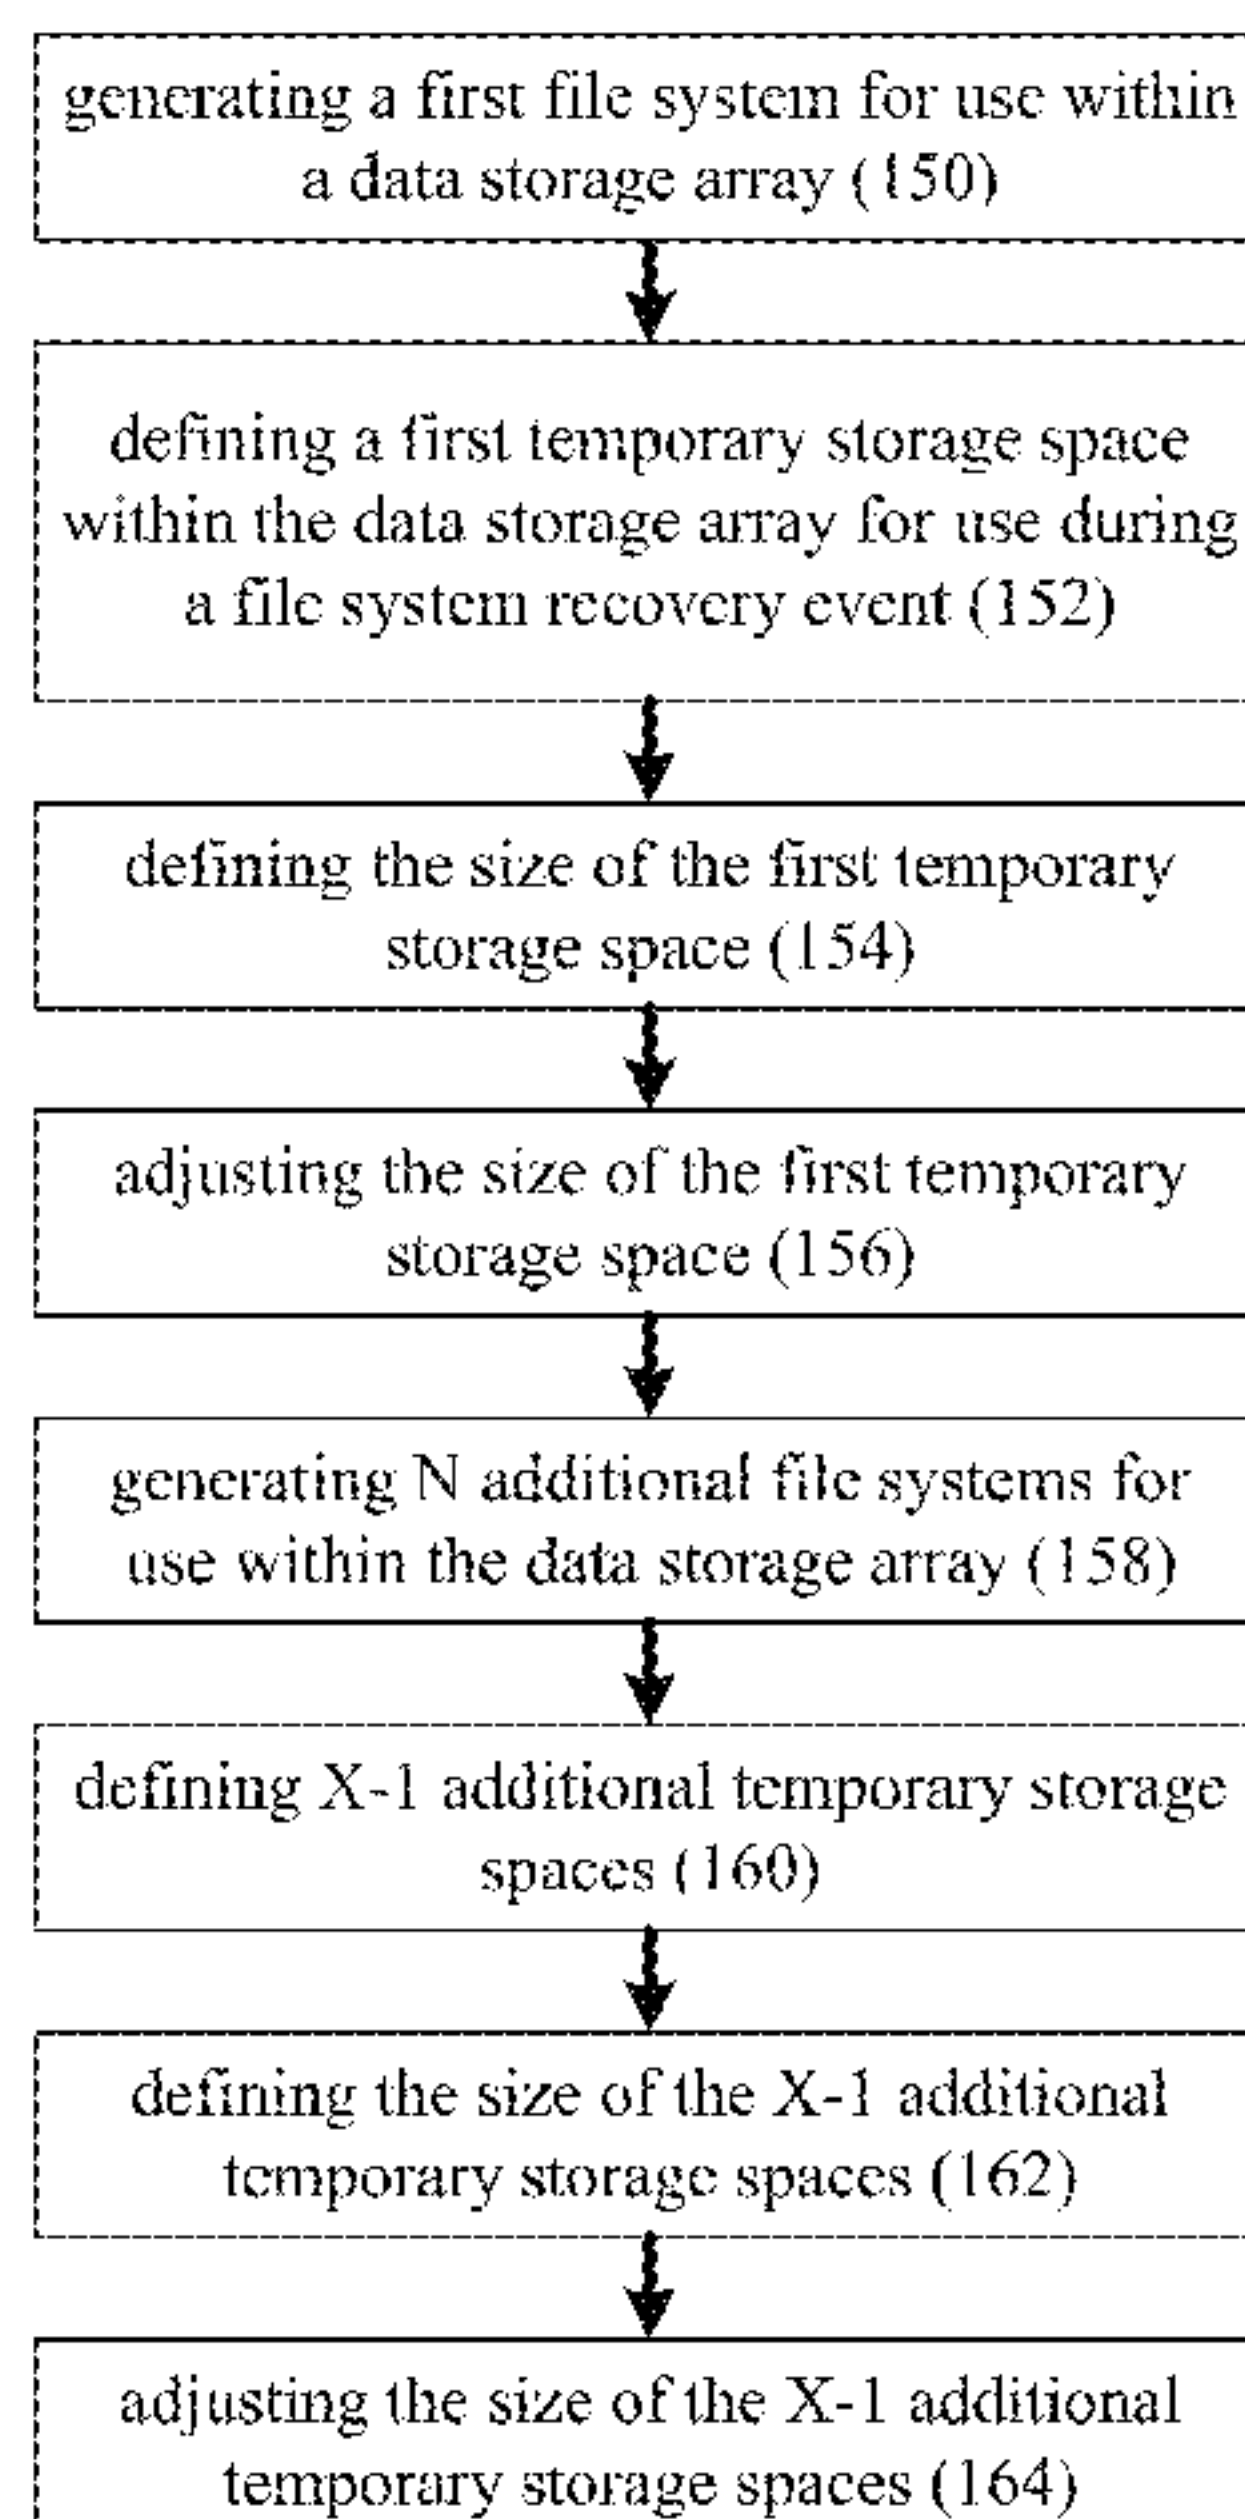 generating a first file system for use within
a data storage array (150)
defining a first temporary storage space
within the data storage array for use during
a file system recovery event (152)
defining the size of the first temporary
storage space (154)
adjusting the size of the first temporary
storage space (156)
generating N additional file systems for
use within the data storage array (158)
defining X-1 additional temporary storage
spaces (160)
defining the size of the X-1 additional
temporary storage spaces (162)
adjusting the size of the X-1 additional
temporary storage spaces (164)